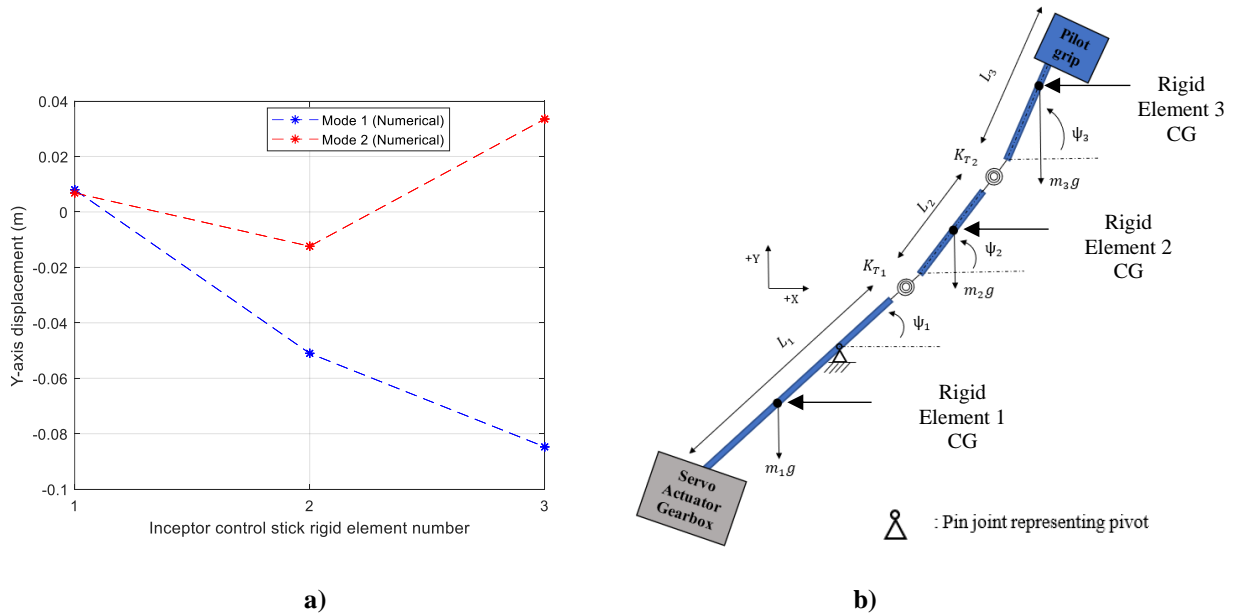 0.04
0.02
0
-0.02
-0.04
-0.06
-0.08
-0.1
Y-axis displacement (m)
Mode 1 (Numerical)
Mode 2 (Numerical)
1
2
3
Inceptor control stick rigid element number
a)
Pilot
grip
L₃
Rigid
Element 3
CG
ψ₃
K_T₂
m₃g
L₂
Rigid
Element 2
CG
ψ₂
+Y
+X
K_T₁
m₂g
ψ₁
L₁
Rigid
Element 1
CG
m₁g
Servo
Actuator
Gearbox
: Pin joint representing pivot
b)